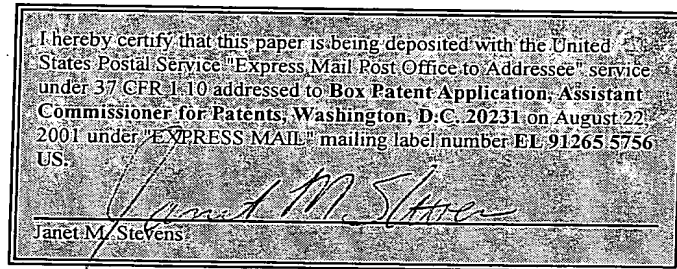 I hereby certify that this paper is being deposited with the United
States Postal Service "Express Mail Post Office to Addressee" service
under 37 CFR 1.10 addressed to Box Patent Application, Assistant
Commissioner for Patents, Washington, D.C. 20231 on August 22,
2001 under "EXPRESS MAIL" mailing label number EL 91265 5756
US.
Janet M. Stevens
Janet M. Stevens